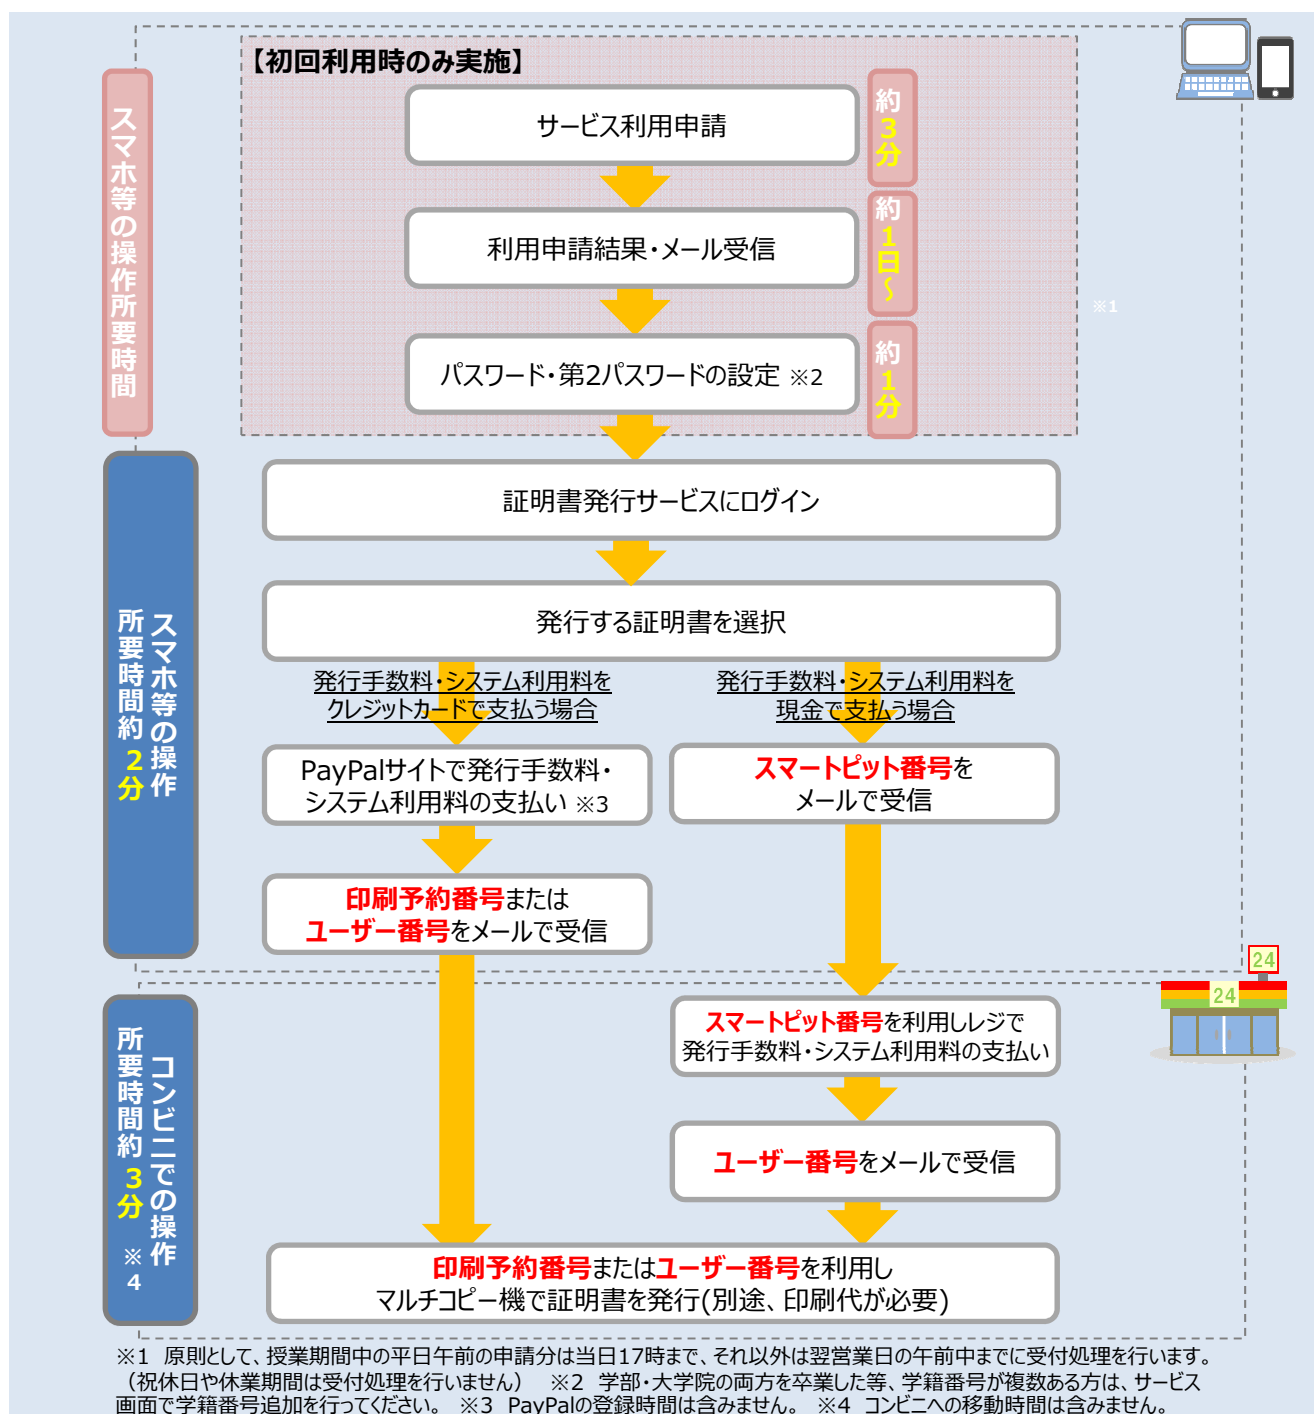 【初回利用時のみ実施】
スマホ等の操作所要時間
サービス利用申請
約3分
利用申請結果・メール受信
約1日～
※1
パスワード・第2パスワードの設定 ※2
約1分
スマホ等の操作
所要時間約2分
証明書発行サービスにログイン
発行する証明書を選択
発行手数料・システム利用料を
クレジットカードで支払う場合
発行手数料・システム利用料を
現金で支払う場合
PayPalサイトで発行手数料・
システム利用料の支払い ※3
スマートピット番号を
メールで受信
印刷予約番号または
ユーザー番号をメールで受信
24
24
コンビニでの操作
所要時間約3分 ※4
スマートピット番号を利用しレジで
発行手数料・システム利用料の支払い
ユーザー番号をメールで受信
印刷予約番号またはユーザー番号を利用し
マルチコピー機で証明書を発行(別途、印刷代が必要)
※1 原則として、授業期間中の平日午前の申請分は当日17時まで、それ以外は翌営業日の午前中までに受付処理を行います。
（祝休日や休業期間は受付処理を行いません） ※2 学部・大学院の両方を卒業した等、学籍番号が複数ある方は、サービス
画面で学籍番号追加を行ってください。 ※3 PayPalの登録時間は含みません。 ※4 コンビニへの移動時間は含みません。